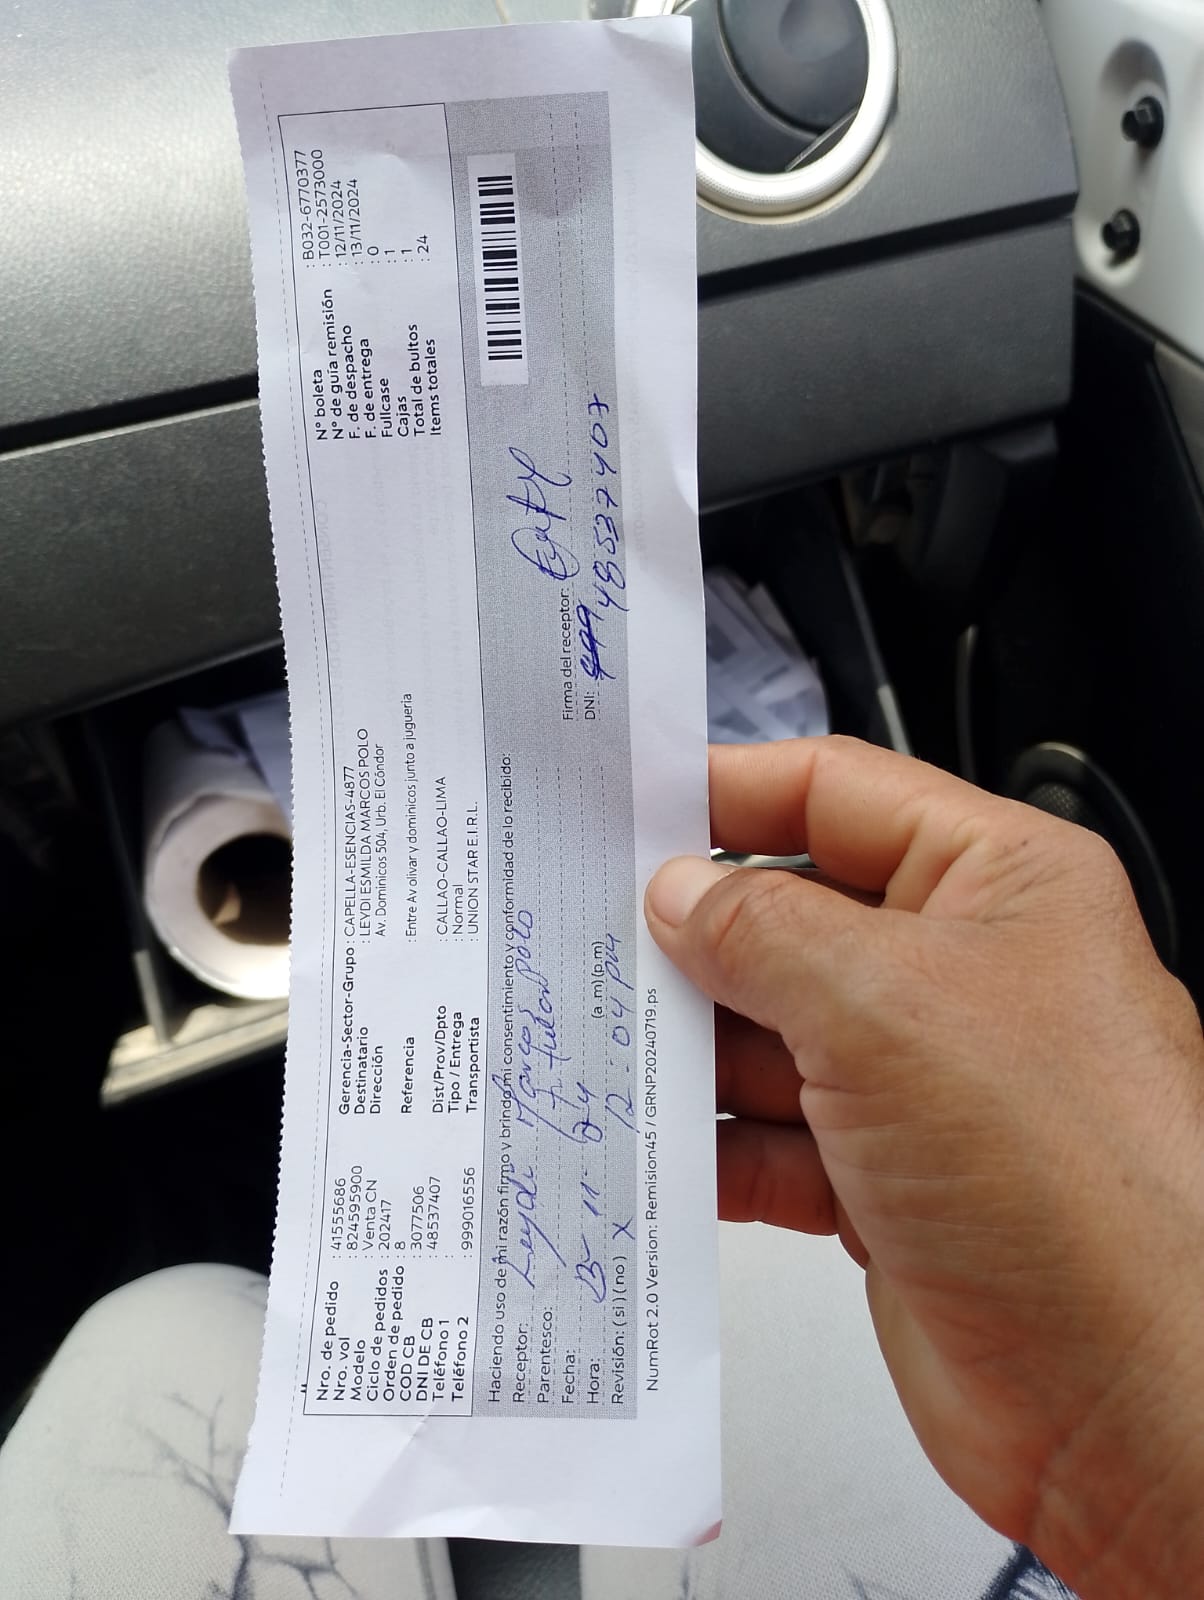 Nro. de pedido : 41555686
Nro. vol : 824595900
Modelo : Venta CN
Ciclo de pedidos : 202417
Orden de pedido : 8
COD CB : 3077506
DNI DE CB : 48537407
Teléfono 1 :
Teléfono 2 : 999016556
Gerencia-Sector-Grupo : CAPELLA-ESENCIAS-4877
Destinatario : LEYDI ESMILDA MARCOS POLO
Dirección Av. Dominicos 504, Urb. El Cóndor
Referencia : Entre Av olivar y dominicos junto a jugueria
Dist/Prov/Dpto : CALLAO-CALLAO-LIMA
Tipo / Entrega : Normal
Transportista : UNION STAR E.I.R.L.
N° boleta : B032-6770377
N° de guía remisión : T001-2573000
F. de despacho : 12/11/2024
F. de entrega : 13/11/2024
Fullcase : 0
Cajas : 1
Total de bultos : 1
Items totales : 24
Haciendo uso de mi razón firmo y brindo mi consentimiento y conformidad de lo recibido:
Receptor: Leydi Marcos Polo
Parentesco:
Fecha: 13- 11- 24
Hora: 12:04 pm (a.m)(p.m)
Revisión: ( si ) ( no ) X
Firma del receptor:
DNI: 48537407
NumRot 2.0 Version: Remision45 / GRNP20240719.ps